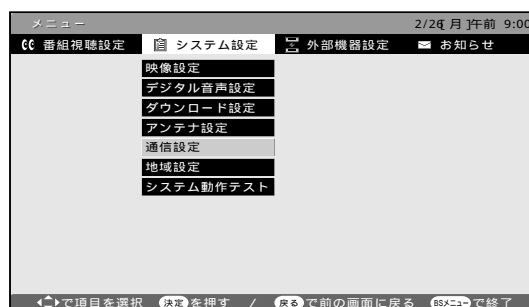 メニュー 2/26[月]午前 9:00
番組視聴設定 システム設定 外部機器設定 お知らせ
映像設定
デジタル音声設定
ダウンロード設定
アンテナ設定
通信設定
地域設定
システム動作テスト
で項目を選択 決定を押す / 戻るで前の画面に戻る BSメニューで終了